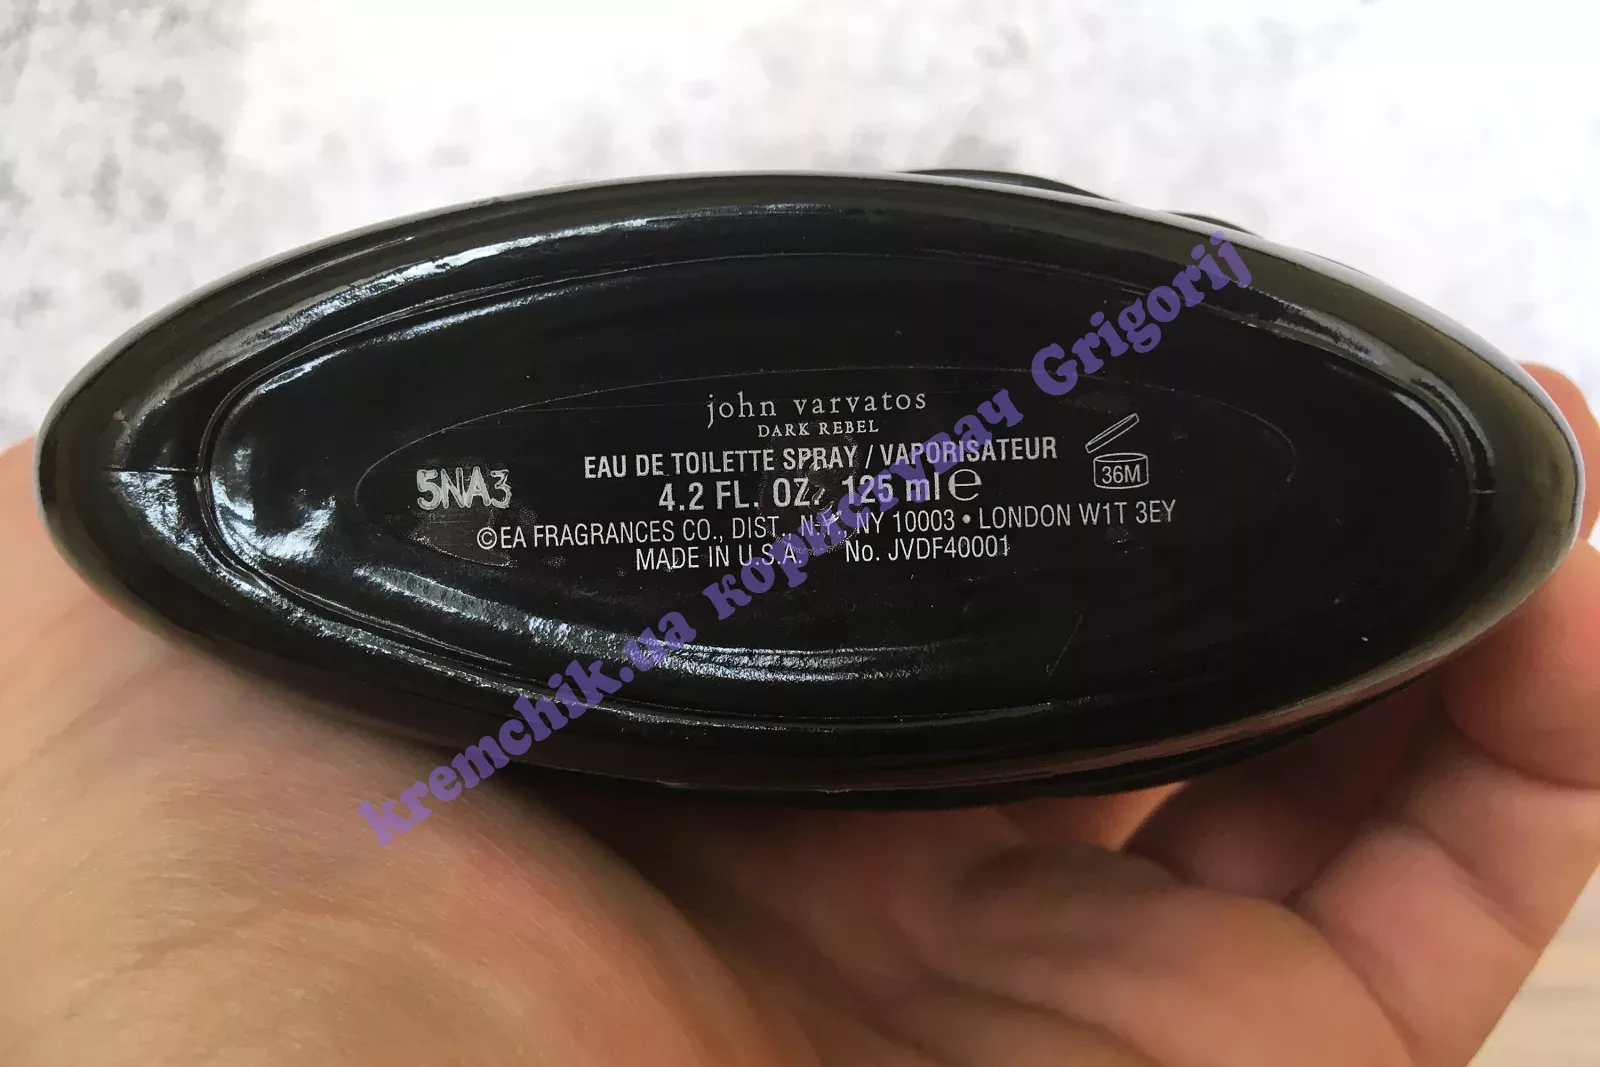 john varvatos
DARK REBEL
EAU DE TOILETTE SPRAY / VAPORISATEUR
5NA3
4.2 FL. OZ. 125 ml e
36M
©EA FRAGRANCES CO., DIST., N.Y., NY 10003 • LONDON W1T 3EY
MADE IN U.S.A. No. JVDF40001
kremchik.ua користувач Grigorij